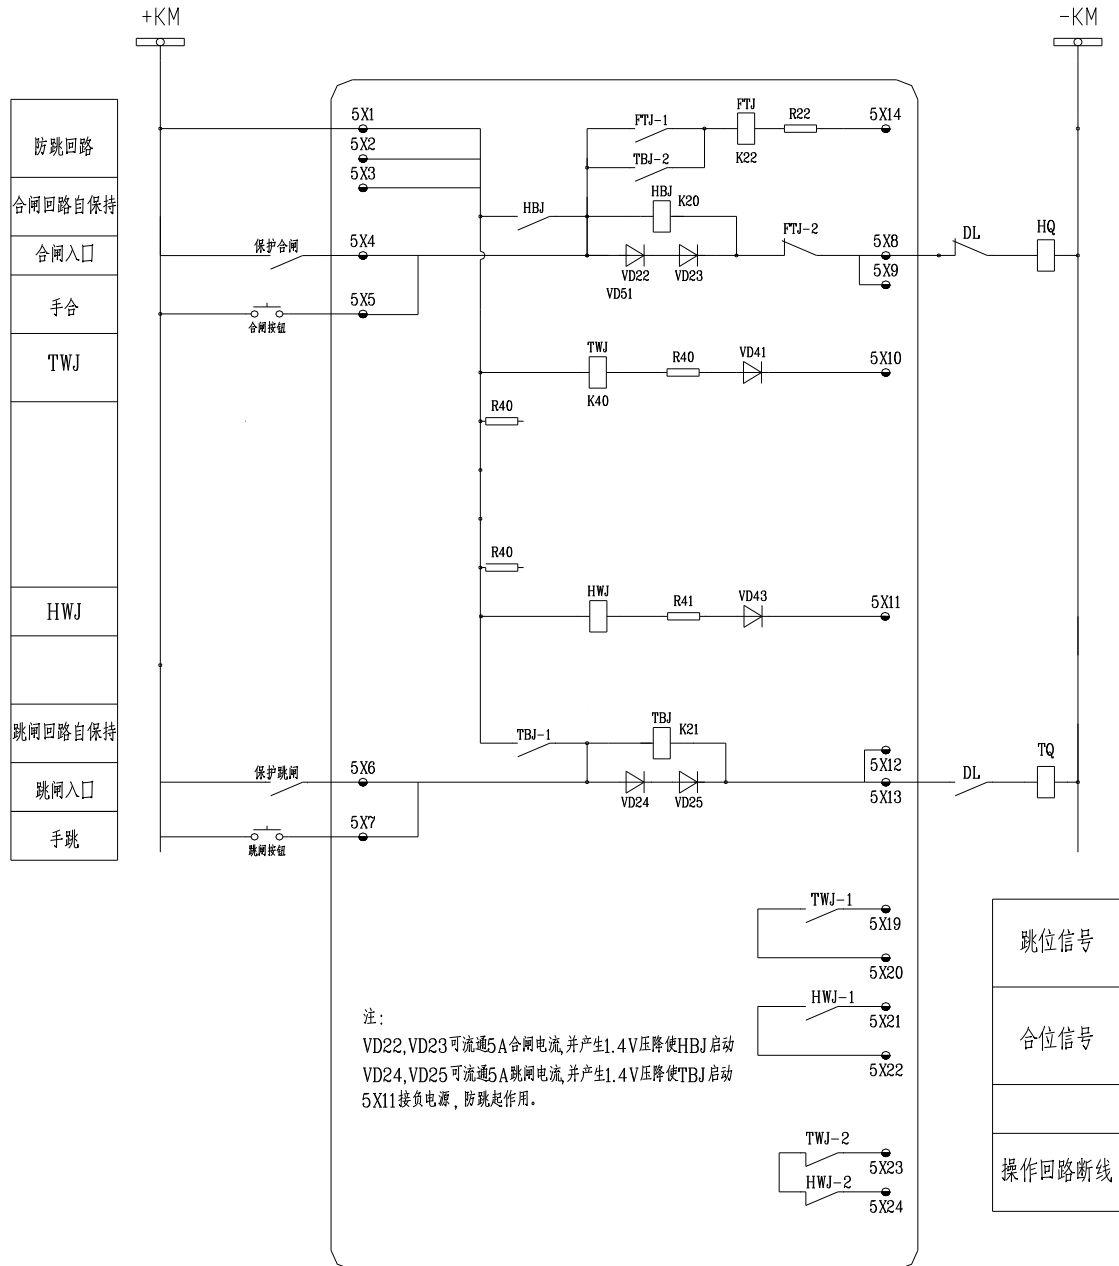 +KM
-KM
防跳回路
合闸回路自保持
合闸入口
手合
TWJ
HWJ
跳闸回路自保持
跳闸入口
手跳
5X1
5X2
5X3
FTJ-1
TBJ-2
FTJ
K22
R22
5X14
HBJ
HBJ
K20
保护合闸
5X4
VD22
VD51
VD23
FTJ-2
5X8
5X9
DL
HQ
合闸按钮
5X5
TWJ
K40
R40
VD41
5X10
R40
R40
HWJ
R41
VD43
5X11
TBJ-1
TBJ
K21
5X12
保护跳闸
5X6
VD24
VD25
5X13
DL
TQ
跳闸按钮
5X7
TWJ-1
5X19
5X20
跳位信号
HWJ-1
5X21
5X22
合位信号
注:
VD22,VD23可流通5A合闸电流,并产生1.4V压降使HBJ启动
VD24,VD25可流通5A跳闸电流,并产生1.4V压降使TBJ启动
5X11接负电源,防跳起作用。
TWJ-2
5X23
HWJ-2
5X24
操作回路断线